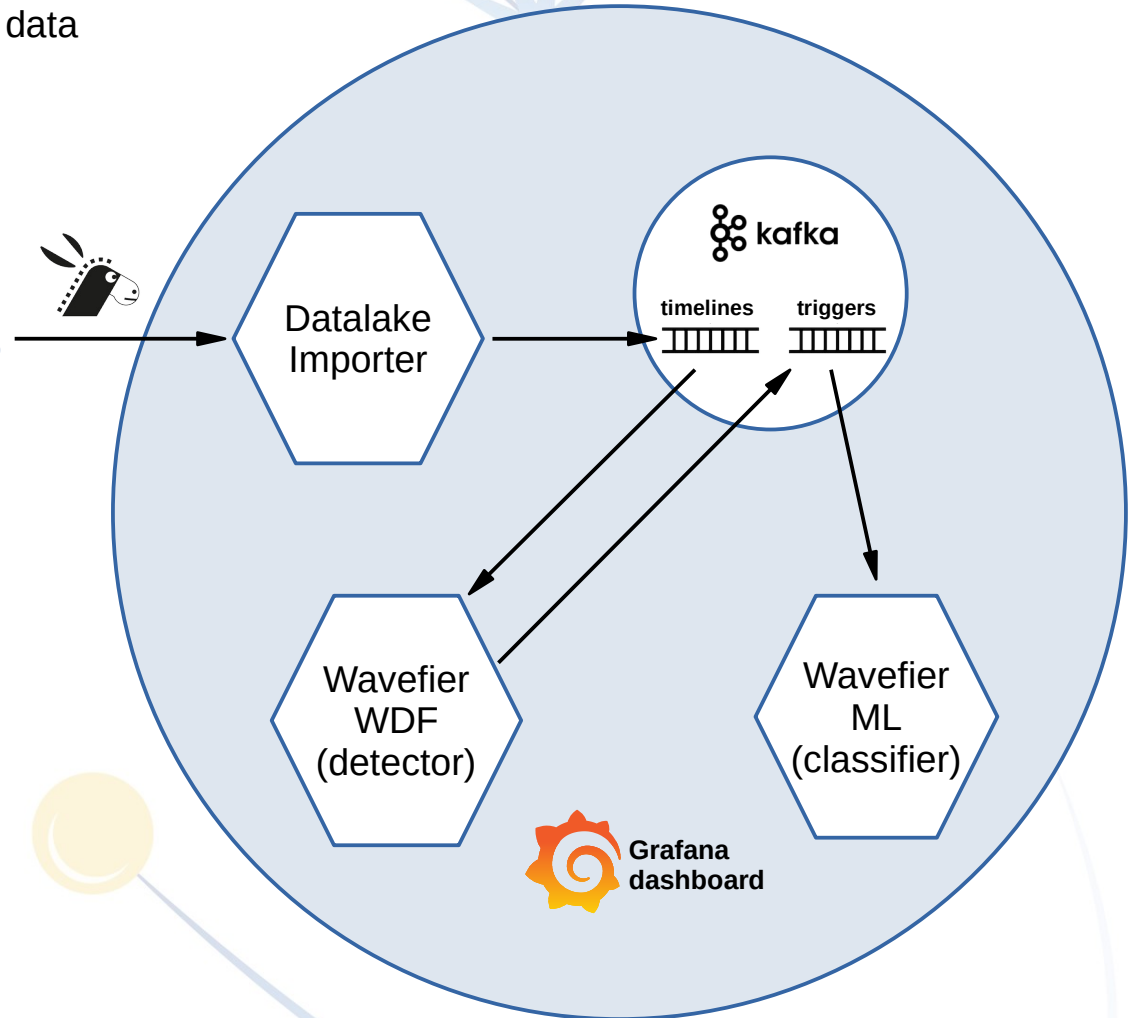 data
kafka
timelines triggers
Datalake
Importer
Wavefier
WDF
(detector)
Wavefier
ML
(classifier)
Grafana
dashboard